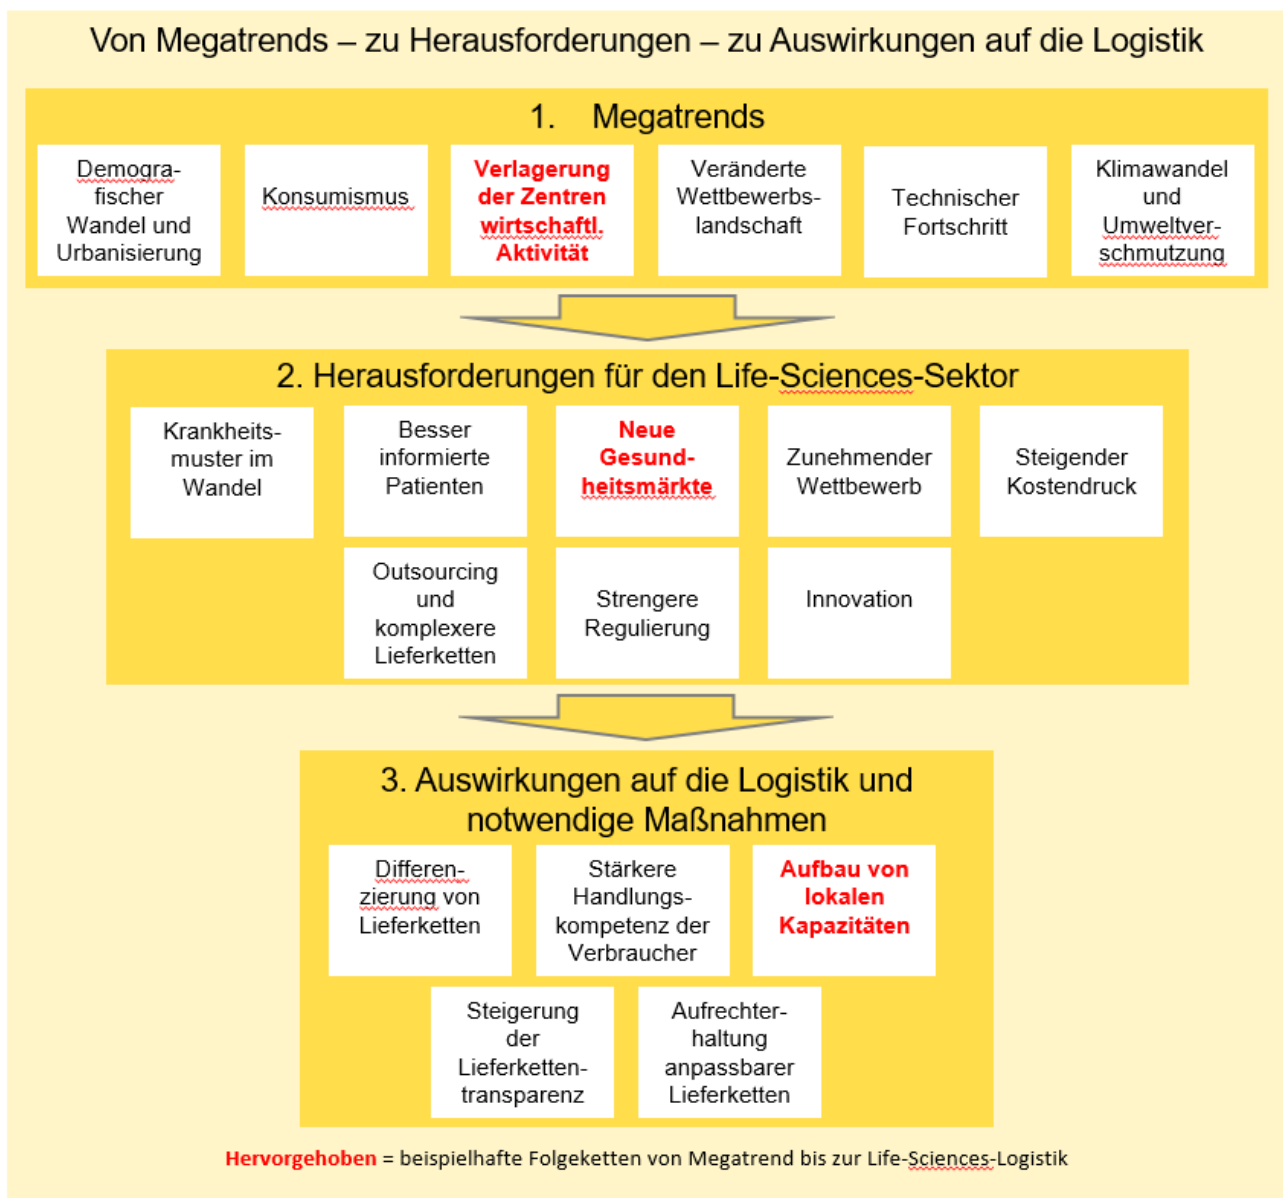 Von Megatrends – zu Herausforderungen – zu Auswirkungen auf die Logistik
1. Megatrends
Demogra-
fischer
Wandel und
Urbanisierung
Konsumismus
Verlagerung
der Zentren
wirtschaftl.
Aktivität
Veränderte
Wettbewerbs-
landschaft
Technischer
Fortschritt
Klimawandel
und
Umweltver-
schmutzung
2. Herausforderungen für den Life-Sciences-Sektor
Krankheits-
muster im
Wandel
Besser
informierte
Patienten
Neue
Gesund-
heitsmärkte
Zunehmender
Wettbewerb
Steigender
Kostendruck
Outsourcing
und
komplexere
Lieferketten
Strengere
Regulierung
Innovation
3. Auswirkungen auf die Logistik und
notwendige Maßnahmen
Differen-
zierung von
Lieferketten
Stärkere
Handlungs-
kompetenz der
Verbraucher
Aufbau von
lokalen
Kapazitäten
Steigerung
der
Lieferketten-
transparenz
Aufrechter-
haltung
anpassbarer
Lieferketten
Hervorgehoben = beispielhafte Folgeketten von Megatrend bis zur Life-Sciences-Logistik